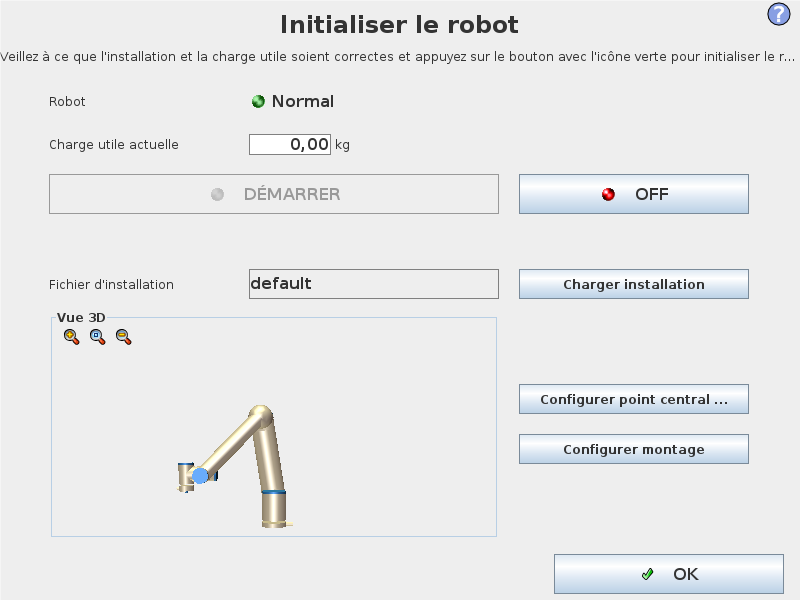 Initialiser le robot
?
Veillez à ce que l'installation et la charge utile soient correctes et appuyez sur le bouton avec l'icône verte pour initialiser le r...
Robot
Normal
Charge utile actuelle
0,00 kg
DÉMARRER
OFF
Fichier d'installation
default
Charger installation
Vue 3D
Configurer point central ...
Configurer montage
OK